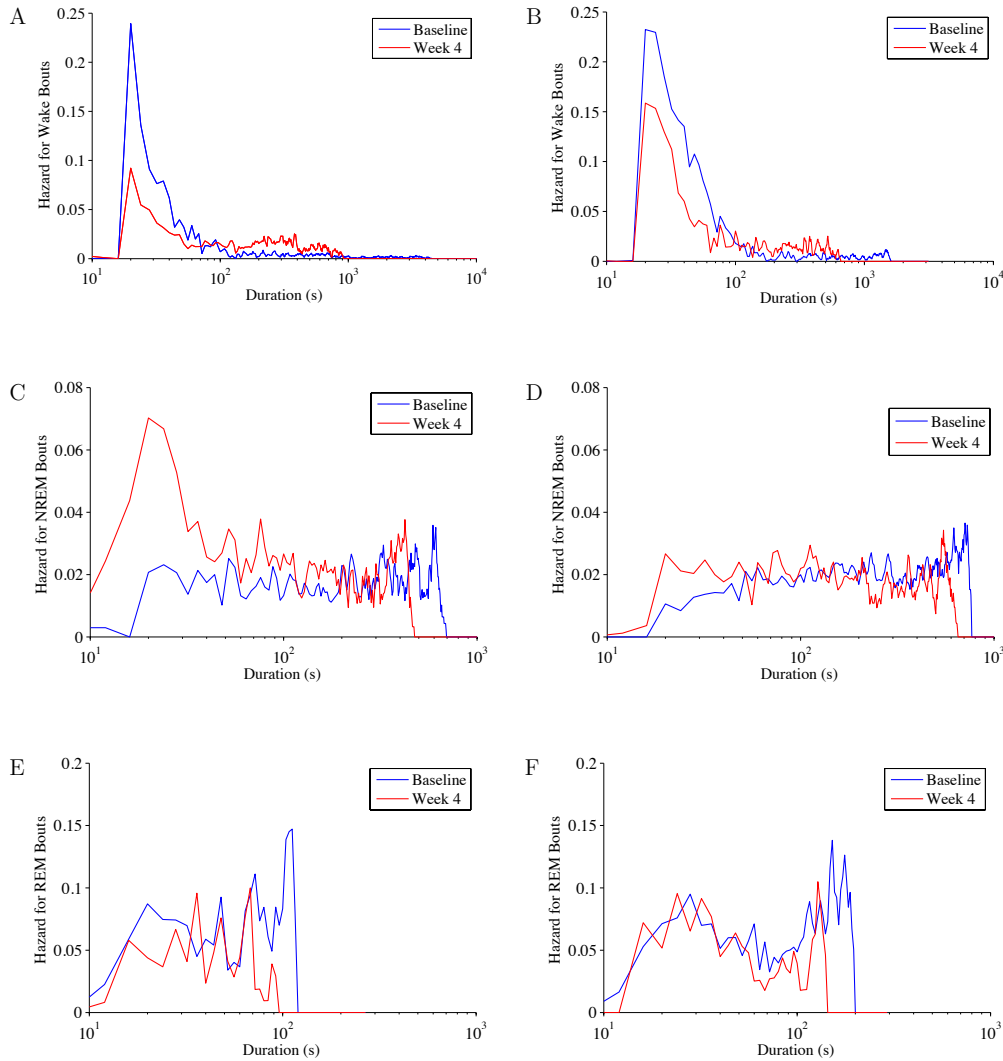 A
0.25
0.2
0.15
0.1
0.05
0
Hazard for Wake Bouts
Baseline
Week 4
10^1
10^2
10^3
10^4
Duration (s)
B
0.25
0.2
0.15
0.1
0.05
0
Hazard for Wake Bouts
Baseline
Week 4
10^1
10^2
10^3
10^4
Duration (s)
C
0.08
0.06
0.04
0.02
0
Hazard for NREM Bouts
Baseline
Week 4
10^1
10^2
10^3
Duration (s)
D
0.08
0.06
0.04
0.02
0
Hazard for NREM Bouts
Baseline
Week 4
10^1
10^2
10^3
Duration (s)
E
0.2
0.15
0.1
0.05
0
Hazard for REM Bouts
Baseline
Week 4
10^1
10^2
10^3
Duration (s)
F
0.2
0.15
0.1
0.05
0
Hazard for REM Bouts
Baseline
Week 4
10^1
10^2
10^3
Duration (s)